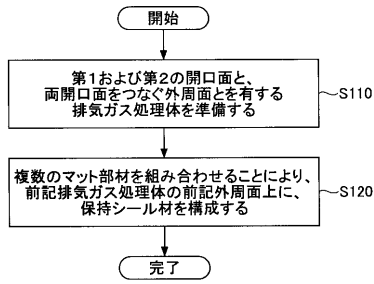 開始
第1および第2の開口面と、
両開口面をつなぐ外周面とを有する
排気ガス処理体を準備する
S110
複数のマット部材を組み合わせることにより、
前記排気ガス処理体の前記外周面上に、
保持シール材を構成する
S120
完了